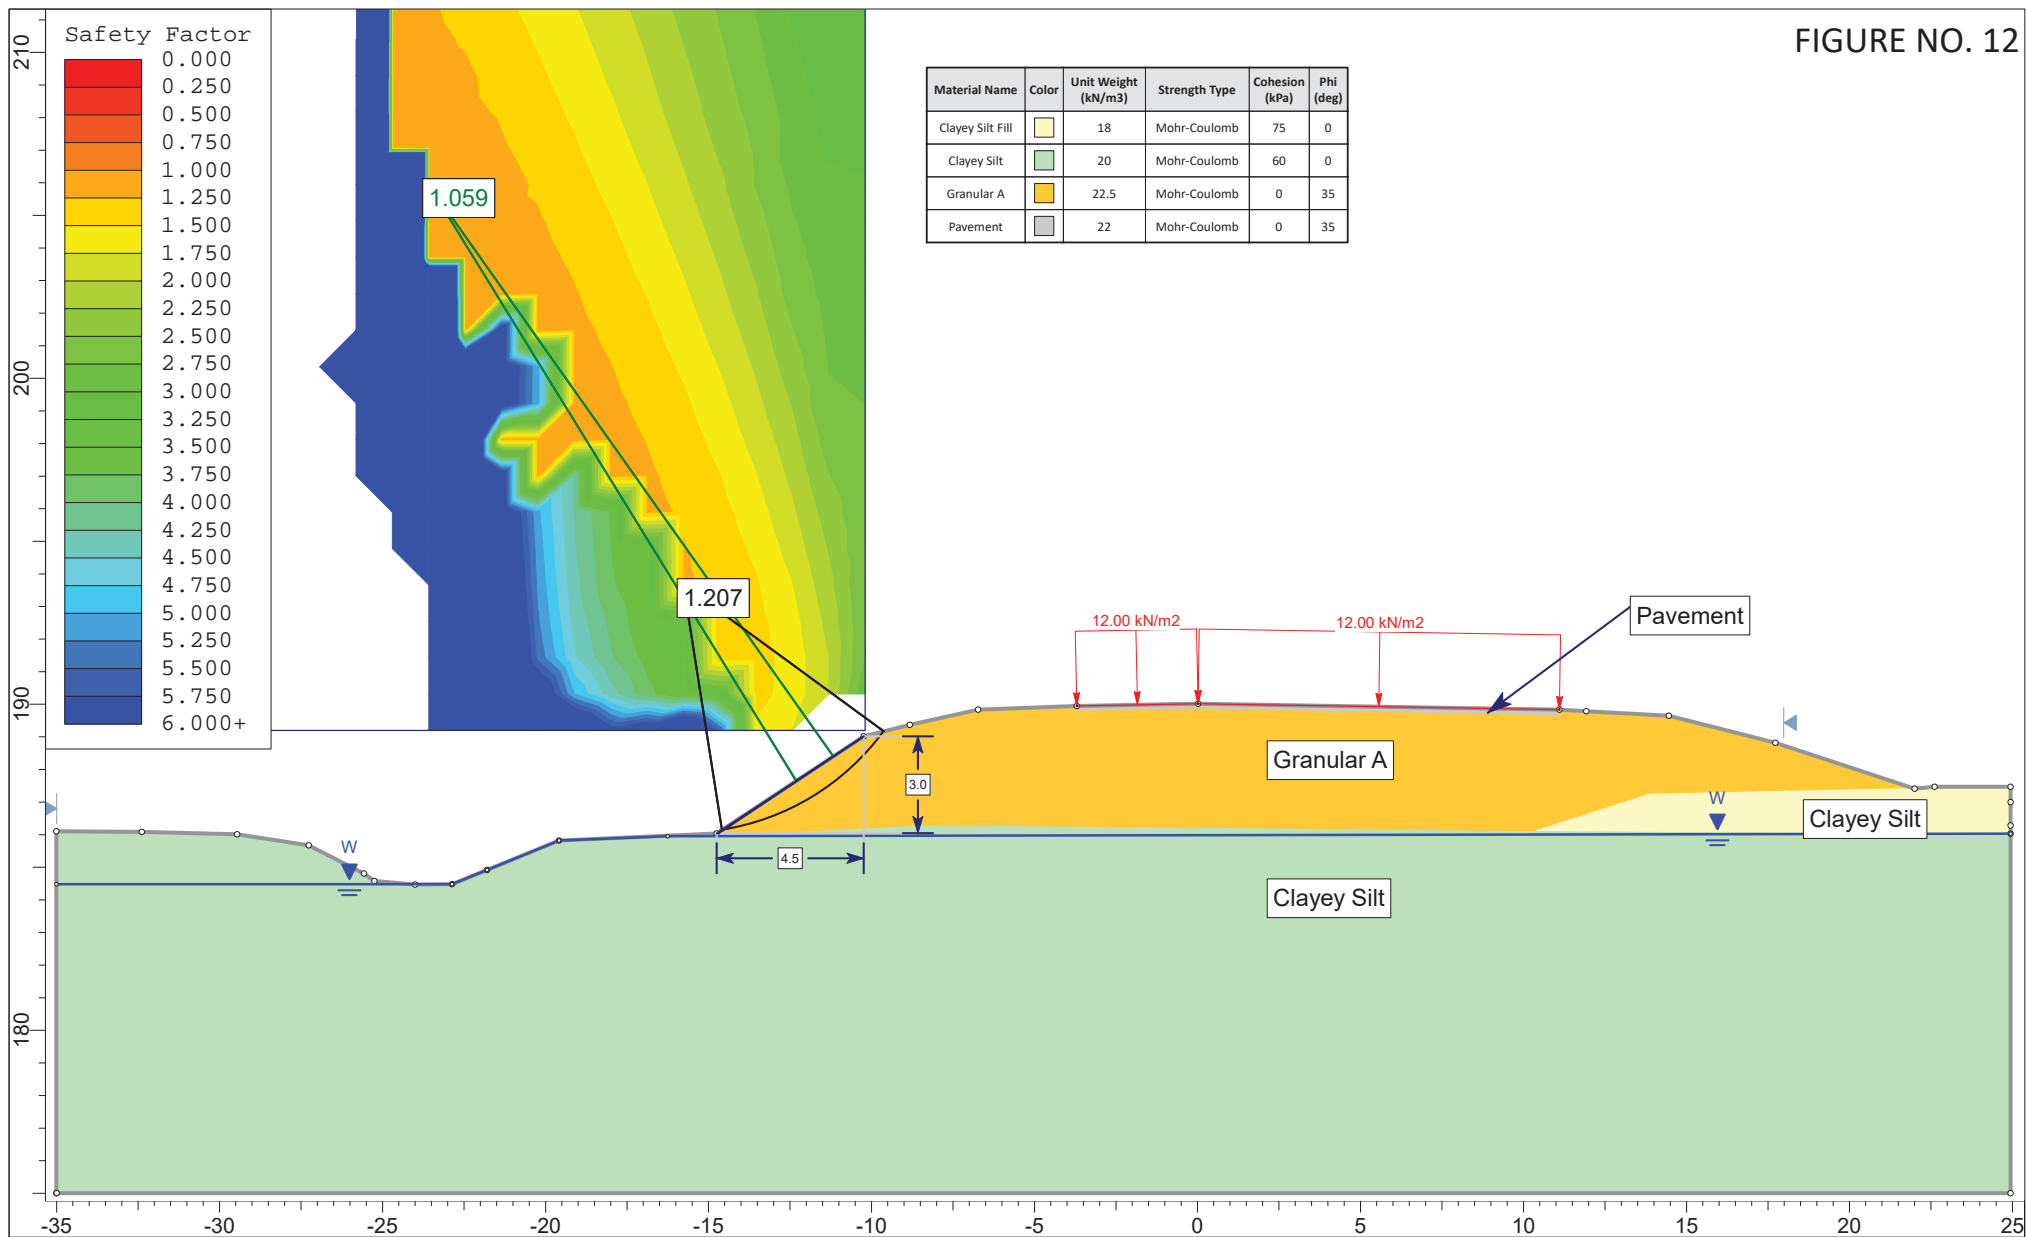 FIGURE NO. 12
Safety Factor
0.000
0.250
0.500
0.750
1.000
1.250
1.500
1.750
2.000
2.250
2.500
2.750
3.000
3.250
3.500
3.750
4.000
4.250
4.500
4.750
5.000
5.250
5.500
5.750
6.000+
Material Name Color Unit Weight (kN/m3) Strength Type Cohesion (kPa) Phi (deg)
Clayey Silt Fill 18 Mohr-Coulomb 75 0
Clayey Silt 20 Mohr-Coulomb 60 0
Granular A 22.5 Mohr-Coulomb 0 35
Pavement 22 Mohr-Coulomb 0 35
1.059
1.207
12.00 kN/m2
12.00 kN/m2
Pavement
Granular A
3.0
W
Clayey Silt
W
4.5
Clayey Silt
210
200
190
180
-35 -30 -25 -20 -15 -10 -5 0 5 10 15 20 25